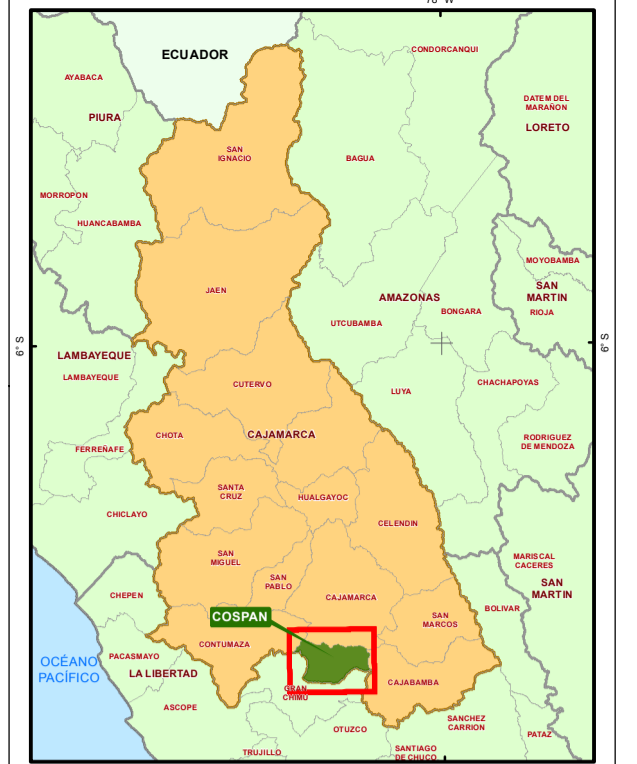 78° W
ECUADOR
CONDORCANQUI
AYABACA
DATEM DEL
MARAÑON
PIURA
LORETO
SAN
IGNACIO
BAGUA
MORROPON
HUANCABAMBA
MOYOBAMBA
SAN
MARTIN
JAEN
AMAZONAS
BONGARA
RIOJA
UTCUBAMBA
6° S
6° S
LAMBAYEQUE
LAMBAYEQUE
CUTERVO
LUYA
CHACHAPOYAS
CHOTA
CAJAMARCA
RODRIGUEZ
DE MENDOZA
FERREÑAFE
SANTA
CRUZ
HUALGAYOC
CHICLAYO
CELENDIN
SAN
MIGUEL
MARISCAL
CACERES
SAN
MARTIN
SAN
PABLO
CHEPEN
CAJAMARCA
BOLIVAR
COSPAN
SAN
MARCOS
CONTUMAZA
OCÉANO
PACÍFICO
PACASMAYO
LA LIBERTAD
CAJABAMBA
GRAN
CHIMU
ASCOPE
SANCHEZ
CARRION
OTUZCO
PATAZ
TRUJILLO
SANTIAGO
DE CHUCO